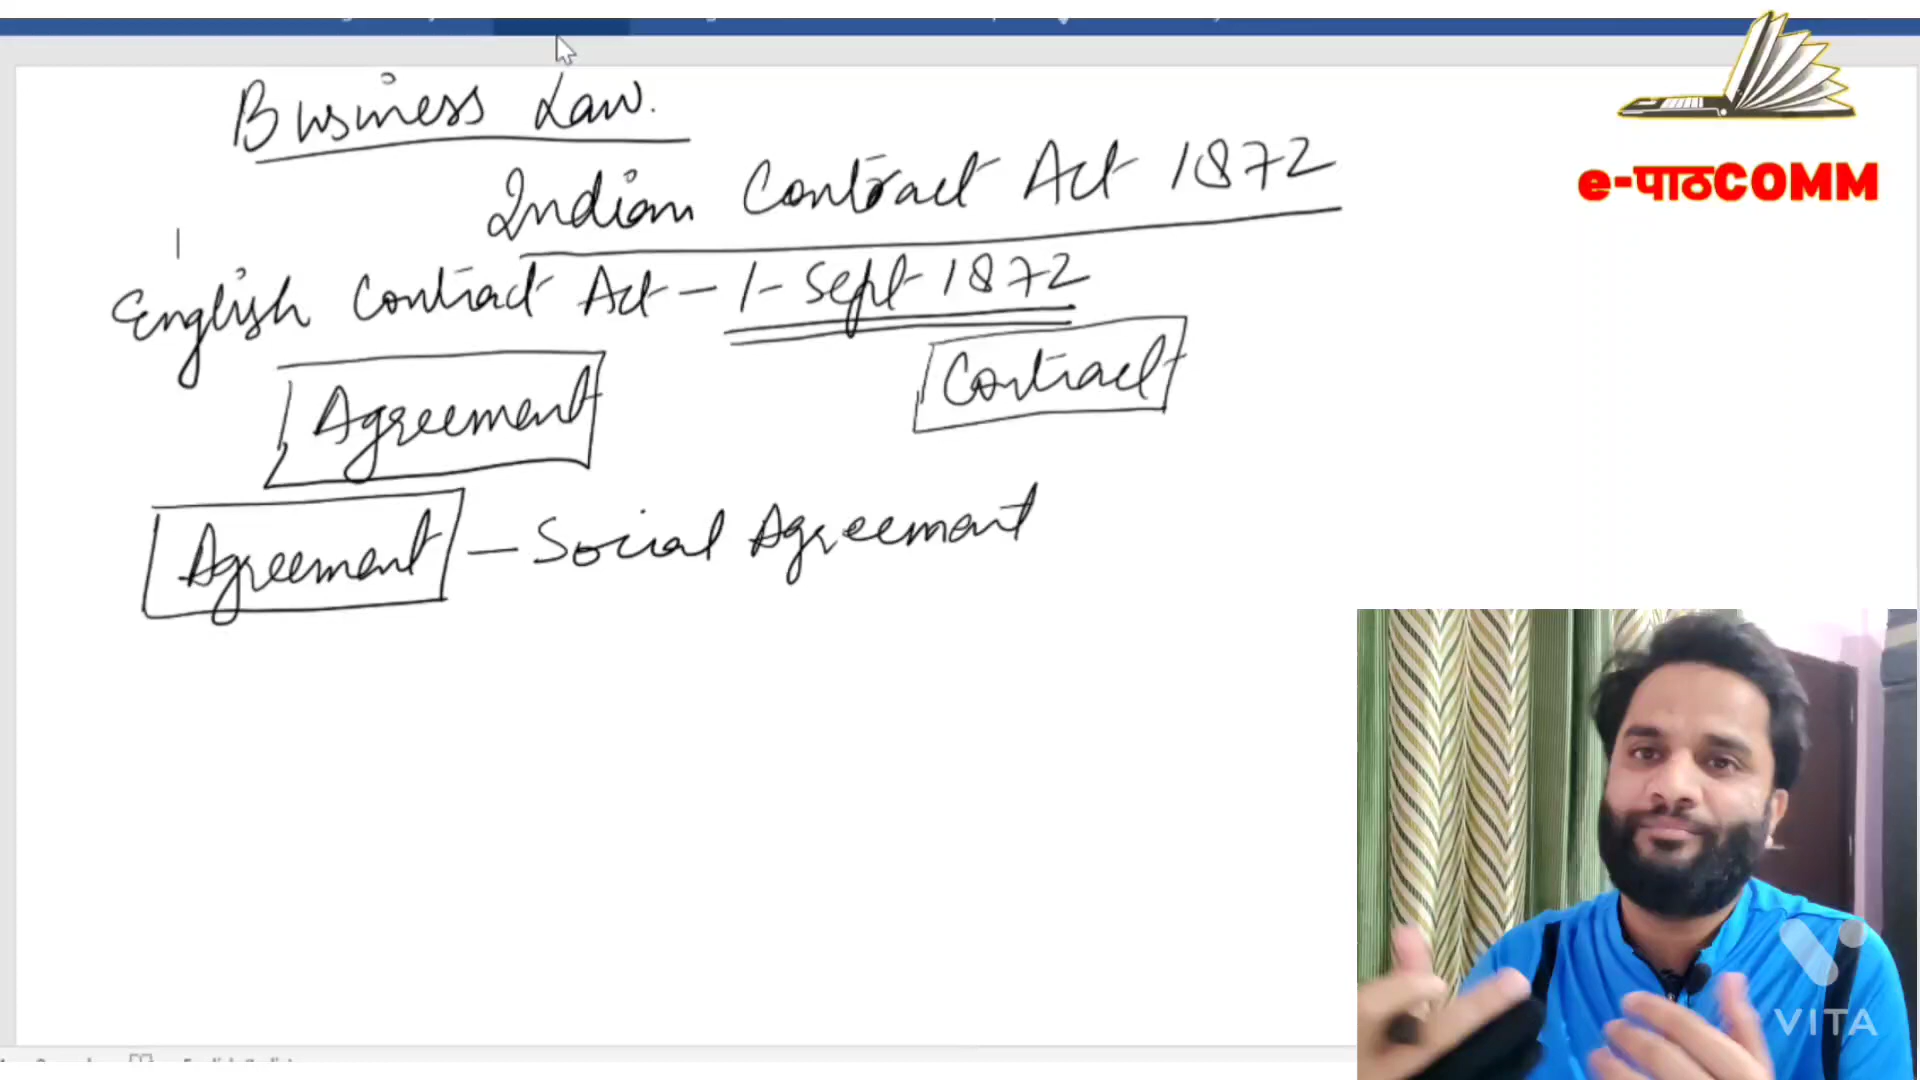 Business Law.
Indian Contract Act 1872
English Contract Act - 1 - Sept 1872
Agreement
Contract
Agreement - Social Agreement
e-पाठCOMM
VITA